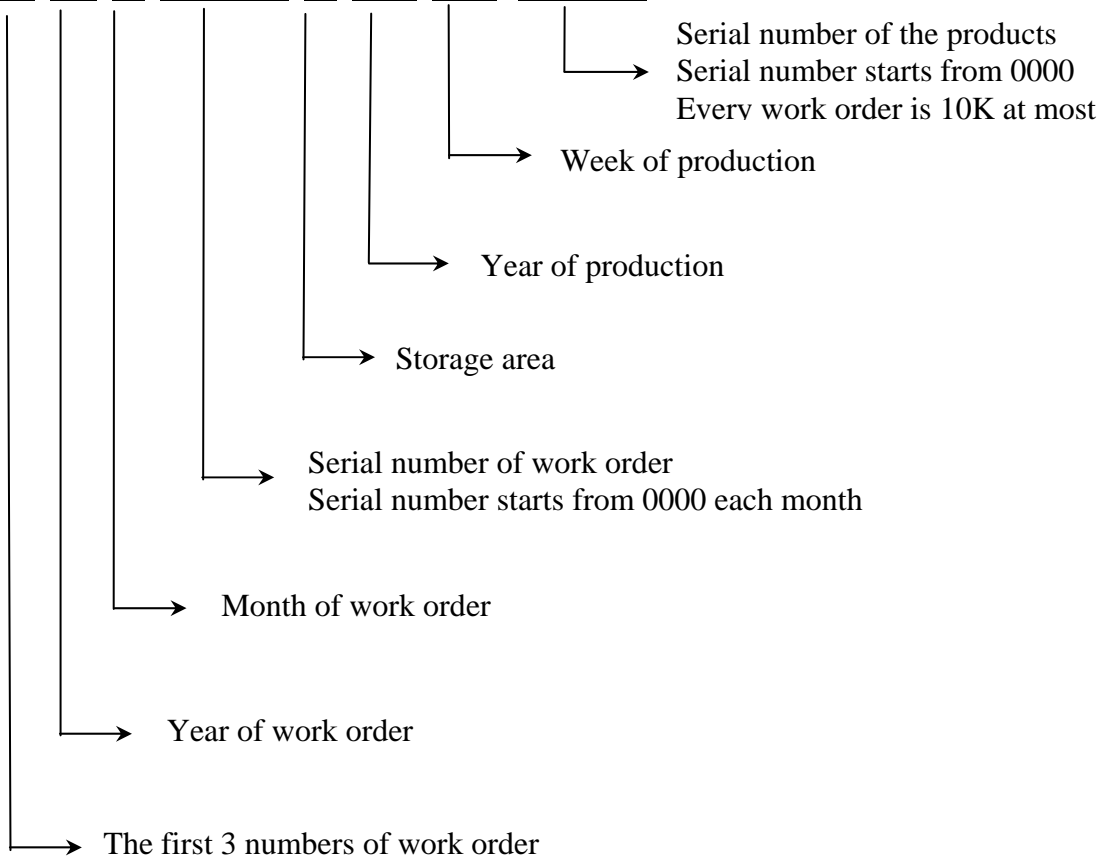 Serial number of the products
Serial number starts from 0000
Every work order is 10K at most
Week of production
Year of production
Storage area
Serial number of work order
Serial number starts from 0000 each month
Month of work order
Year of work order
The first 3 numbers of work order